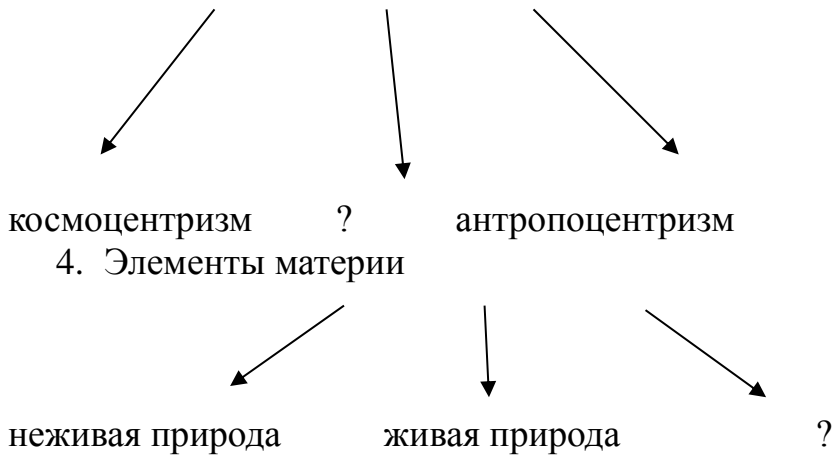 космоцентризм ? антропоцентризм
4. Элементы материи
неживая природа живая природа ?